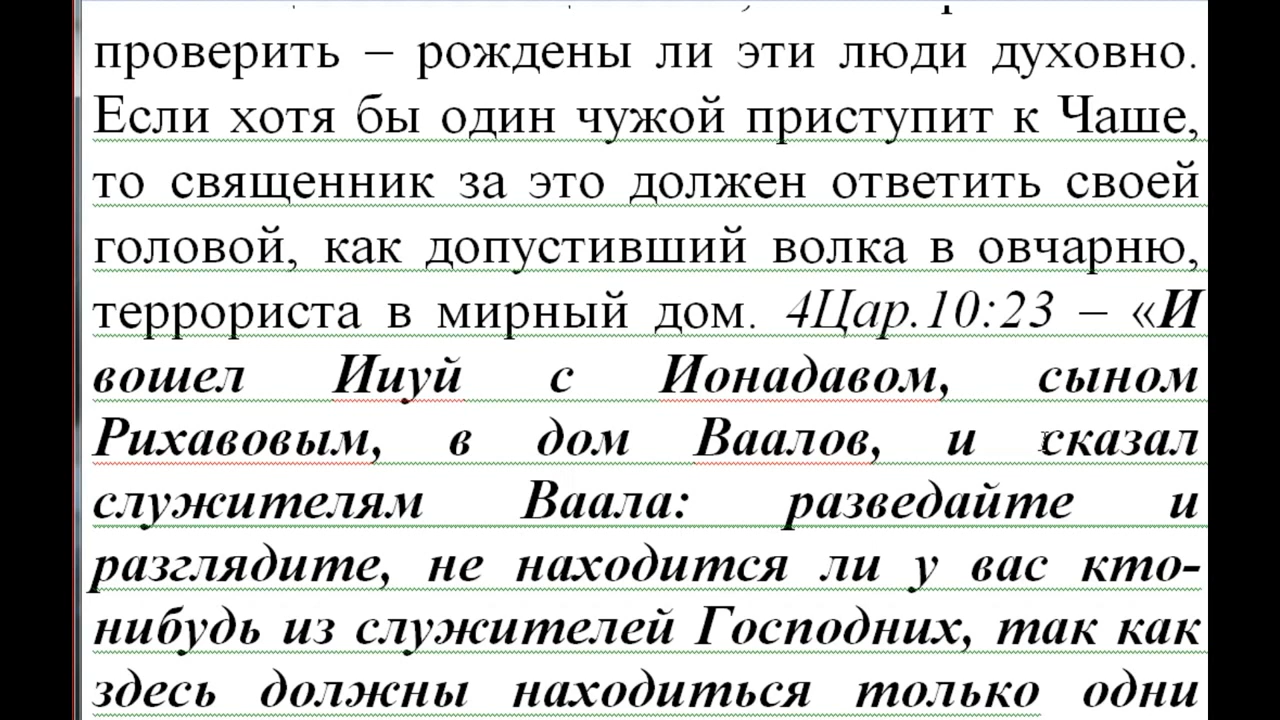 проверить – рождены ли эти люди духовно.
Если хотя бы один чужой приступит к Чаше,
то священник за это должен ответить своей
головой, как допустивший волка в овчарню,
террориста в мирный дом. 4Цар.10:23 – «И
вошел Ииуй с Ионадавом, сыном
Рихавовым, в дом Ваалов, и сказал
служителям Ваала: разведайте и
разглядите, не находится ли у вас кто-
нибудь из служителей Господних, так как
здесь должны находиться только одни